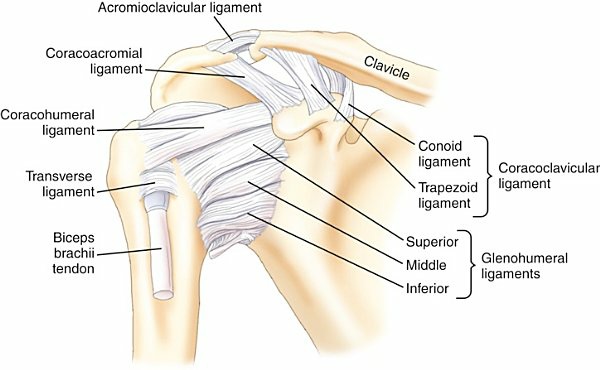 Acromioclavicular ligament
Coracoacromial
ligament
Clavicle
Coracohumeral
ligament
Conoid
ligament
Trapezoid
ligament
Coracoclavicular
ligament
Transverse
ligament
Biceps
brachii
tendon
Superior
Middle
Inferior
Glenohumeral
ligaments